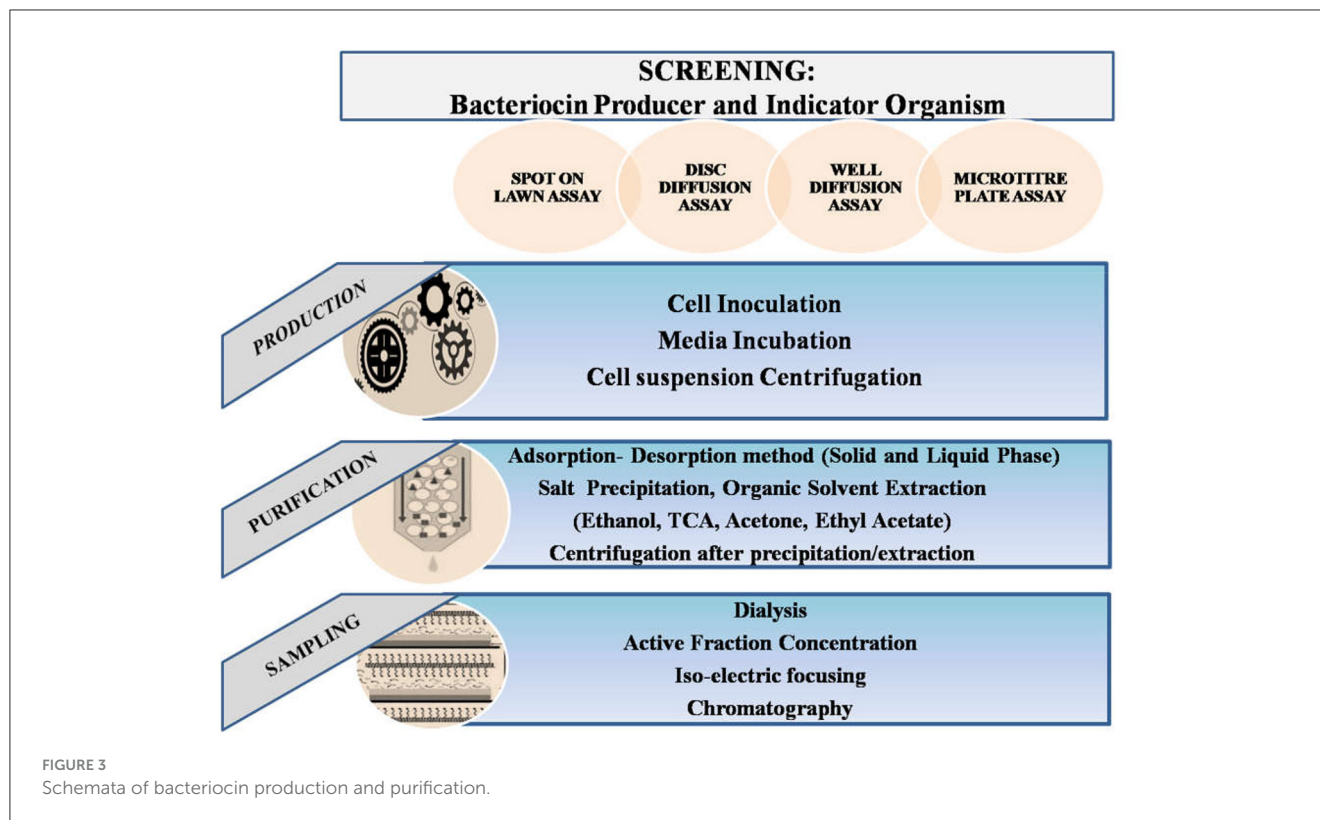 SCREENING:
Bacteriocin Producer and Indicator Organism
SPOT ON
LAWN ASSAY
DISC
DIFFUSION
ASSAY
WELL
DIFFUSION
ASSAY
MICROTITRE
PLATE ASSAY
PRODUCTION
Cell Inoculation
Media Incubation
Cell suspension Centrifugation
PURIFICATION
Adsorption- Desorption method (Solid and Liquid Phase)
Salt Precipitation, Organic Solvent Extraction
(Ethanol, TCA, Acetone, Ethyl Acetate)
Centrifugation after precipitation/extraction
SAMPLING
Dialysis
Active Fraction Concentration
Iso-electric focusing
Chromatography
FIGURE 3
Schemata of bacteriocin production and purification.